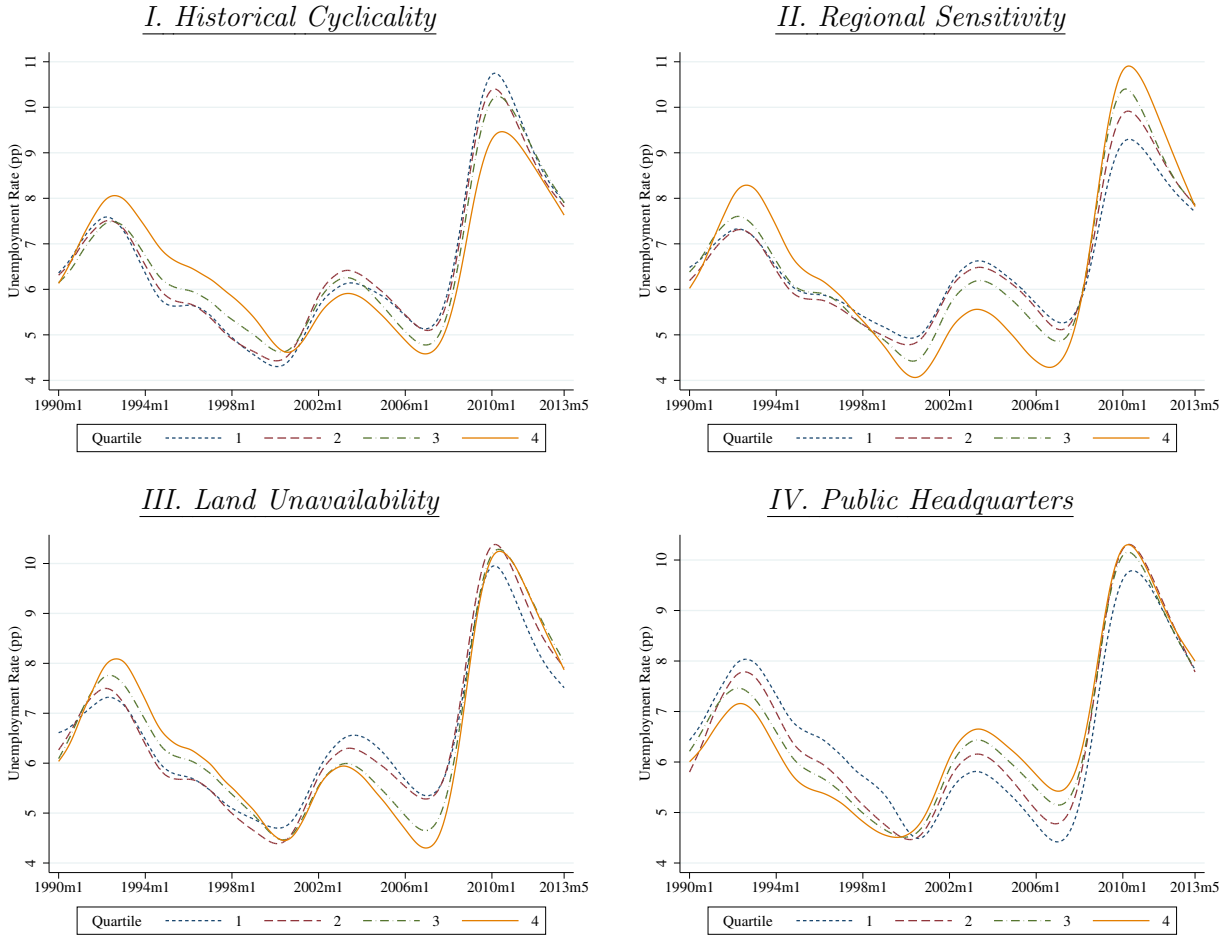 I. Historical Cyclicality
Unemployment Rate (pp)
11
10
9
8
7
6
5
4
1990m1 1994m1 1998m1 2002m1 2006m1 2010m1 2013m5
Quartile 1 2 3 4
II. Regional Sensitivity
Unemployment Rate (pp)
11
10
9
8
7
6
5
4
1990m1 1994m1 1998m1 2002m1 2006m1 2010m1 2013m5
Quartile 1 2 3 4
III. Land Unavailability
Unemployment Rate (pp)
10
9
8
7
6
5
4
1990m1 1994m1 1998m1 2002m1 2006m1 2010m1 2013m5
Quartile 1 2 3 4
IV. Public Headquarters
Unemployment Rate (pp)
10
9
8
7
6
5
4
1990m1 1994m1 1998m1 2002m1 2006m1 2010m1 2013m5
Quartile 1 2 3 4